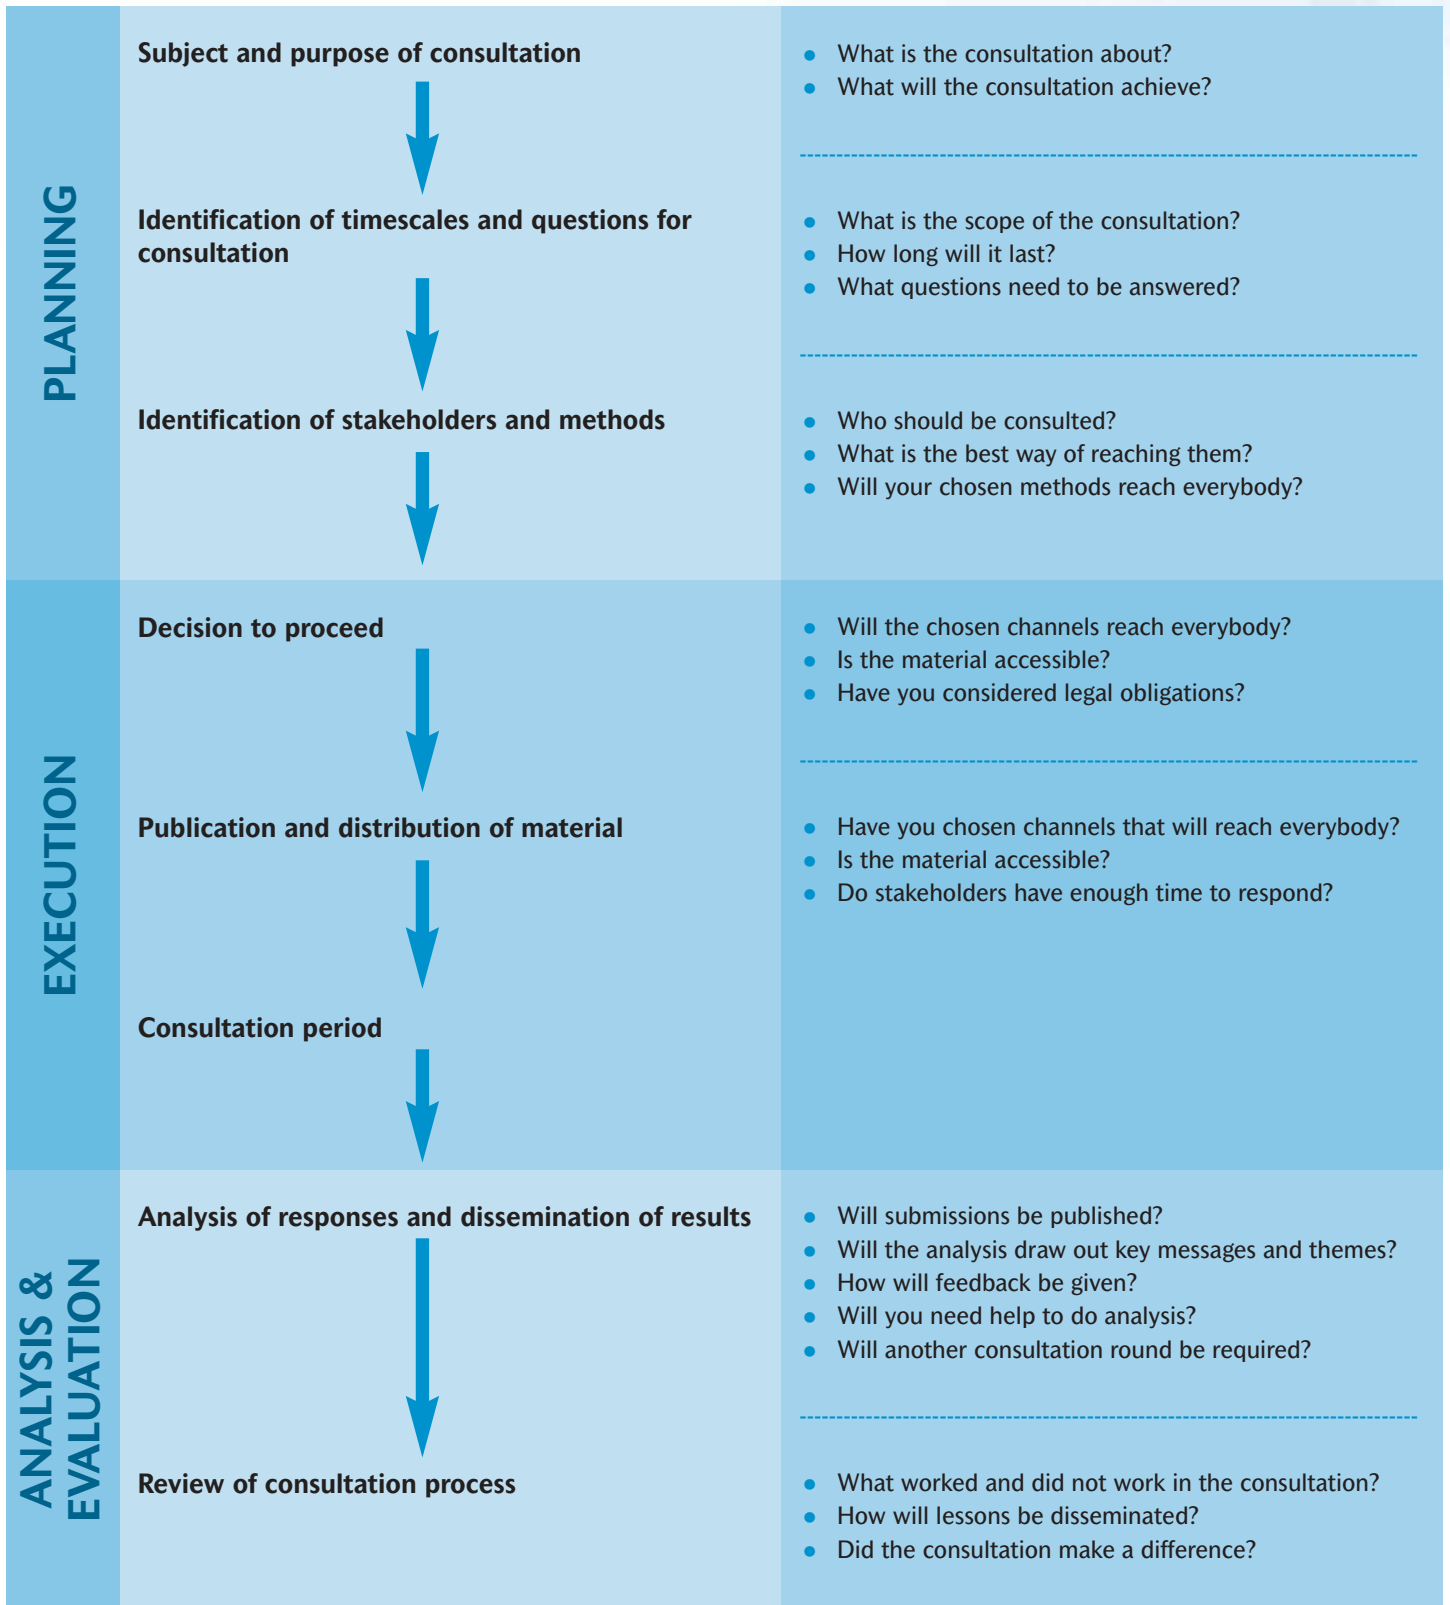 PLANNING
Subject and purpose of consultation
● What is the consultation about?
● What will the consultation achieve?
Identification of timescales and questions for
consultation
● What is the scope of the consultation?
● How long will it last?
● What questions need to be answered?
Identification of stakeholders and methods
● Who should be consulted?
● What is the best way of reaching them?
● Will your chosen methods reach everybody?
EXECUTION
Decision to proceed
● Will the chosen channels reach everybody?
● Is the material accessible?
● Have you considered legal obligations?
Publication and distribution of material
● Have you chosen channels that will reach everybody?
● Is the material accessible?
● Do stakeholders have enough time to respond?
Consultation period
ANALYSIS &
EVALUATION
Analysis of responses and dissemination of results
● Will submissions be published?
● Will the analysis draw out key messages and themes?
● How will feedback be given?
● Will you need help to do analysis?
● Will another consultation round be required?
Review of consultation process
● What worked and did not work in the consultation?
● How will lessons be disseminated?
● Did the consultation make a difference?